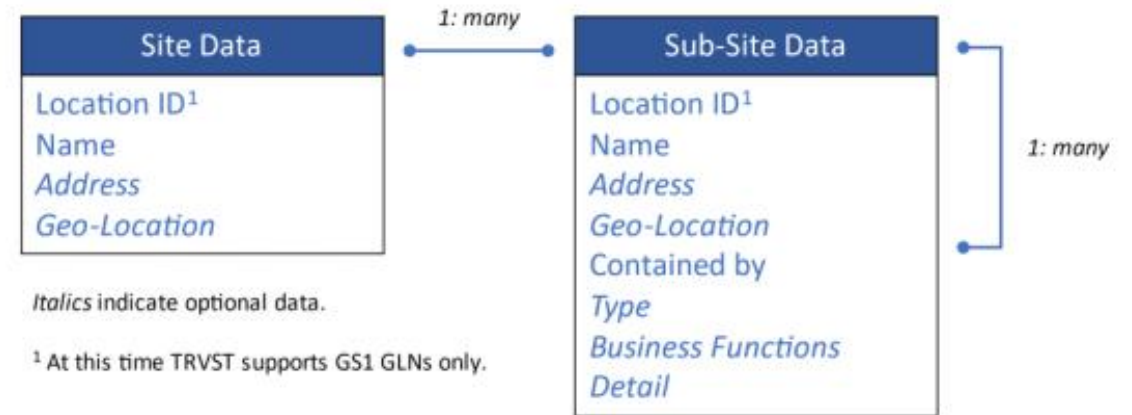 1: many
Site Data
Location ID¹
Name
Address
Geo-Location
Italics indicate optional data.
¹ At this time TRVST supports GS1 GLNs only.
Sub-Site Data
Location ID¹
Name
Address
Geo-Location
Contained by
Type
Business Functions
Detail
1: many